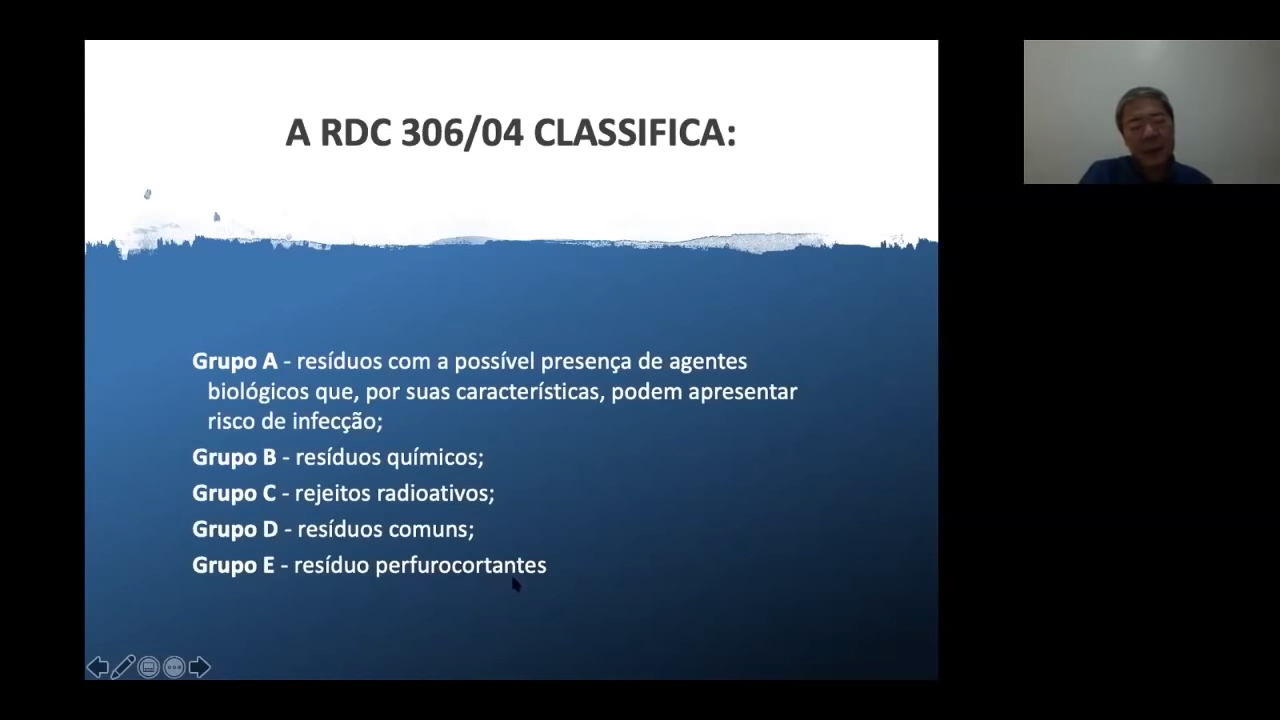 A RDC 306/04 CLASSIFICA:
Grupo A - resíduos com a possível presença de agentes
biológicos que, por suas características, podem apresentar
risco de infecção;
Grupo B - resíduos químicos;
Grupo C - rejeitos radioativos;
Grupo D - resíduos comuns;
Grupo E - resíduo perfurocortantes